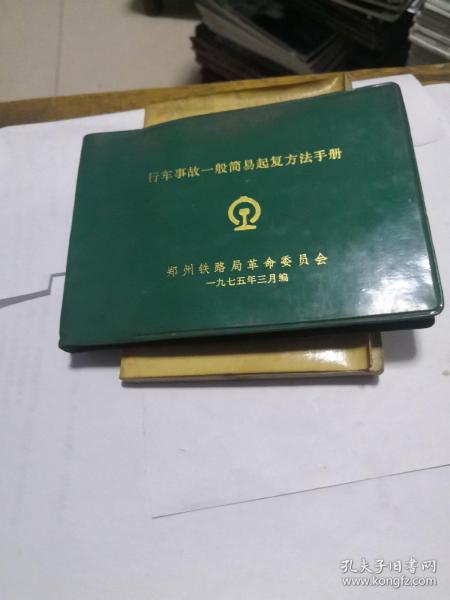 行车事故一般简易起复方法手册
郑州铁路局革命委员会
一九七五年三月编
孔夫子旧书网
www.kongfz.com